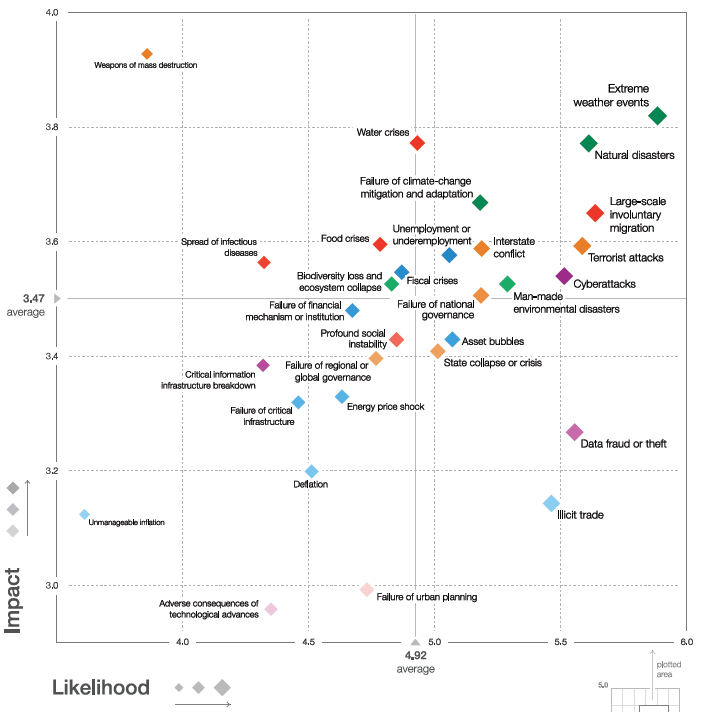 4.0
Weapons of mass destruction
Extreme
weather events
3.8
Water crises
Natural disasters
Failure of climate-change
mitigation and adaptation
Large-scale
involuntary
migration
Unemployment or
underemployment
3.6
Spread of infectious
diseases
Food crises
Interstate
conflict
Terrorist attacks
Biodiversity loss and
ecosystem collapse
Fiscal crises
Cyberattacks
3.47
average
Failure of financial
mechanism or institution
Failure of national
governance
Man-made
environmental disasters
Profound social
instability
Asset bubbles
3.4
State collapse or crisis
Failure of regional or
global governance
Critical information
infrastructure breakdown
Failure of critical
infrastructure
Energy price shock
Data fraud or theft
3.2
Deflation
Unmanageable inflation
Illicit trade
3.0
Failure of urban planning
Adverse consequences of
technological advances
Impact
4.0
4.5
5.0
5.5
6.0
4.92
average
plotted
area
Likelihood
5.0